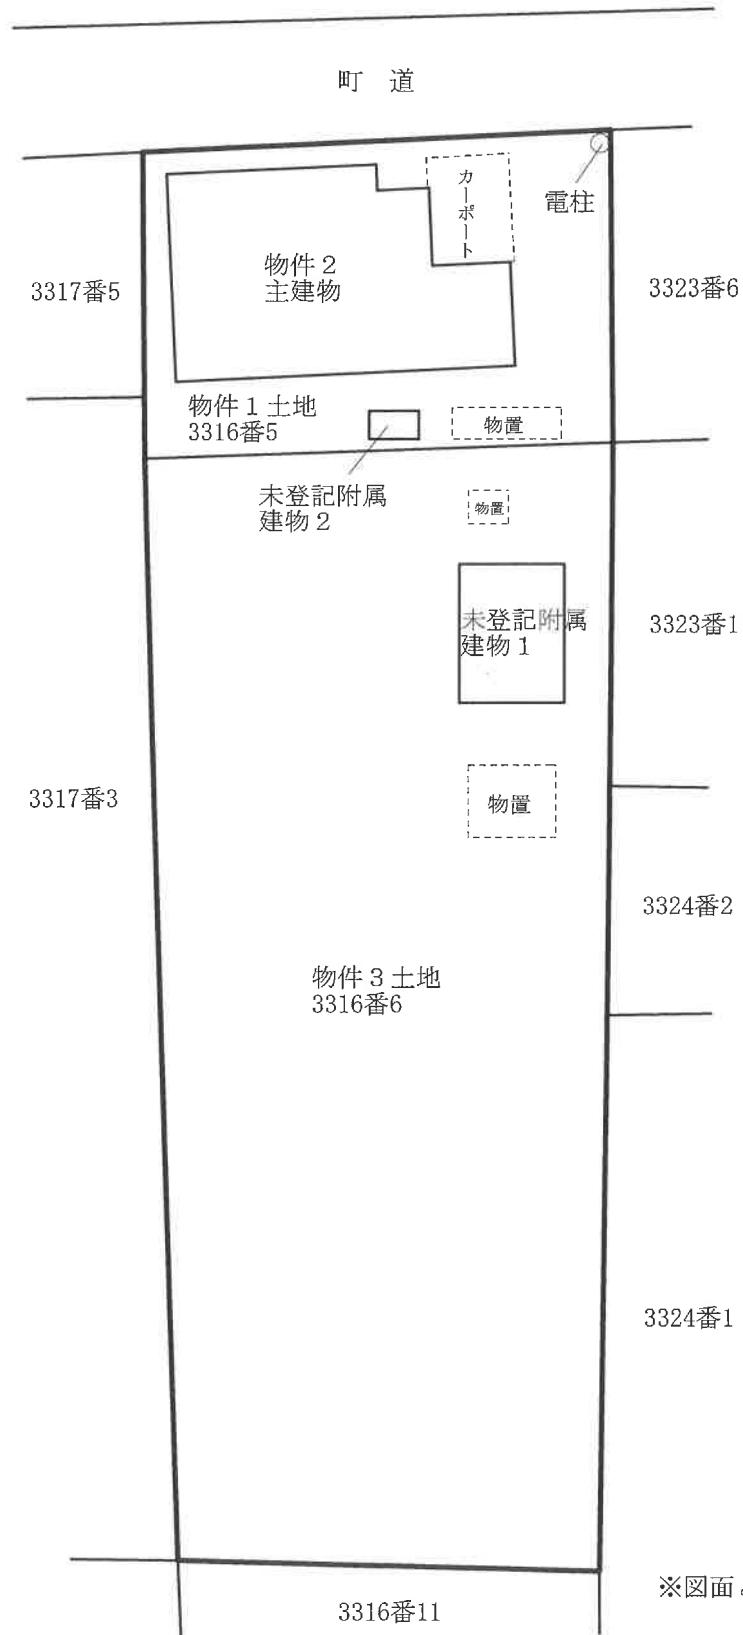 町 道
電柱
カーポート
物件２
主建物
3317番5
3323番6
物件１土地
3316番5
物置
未登記附属
建物２
物置
未登記附属
建物１
3323番1
3317番3
物置
3324番2
物件３土地
3316番6
3324番1
※図面
3316番11